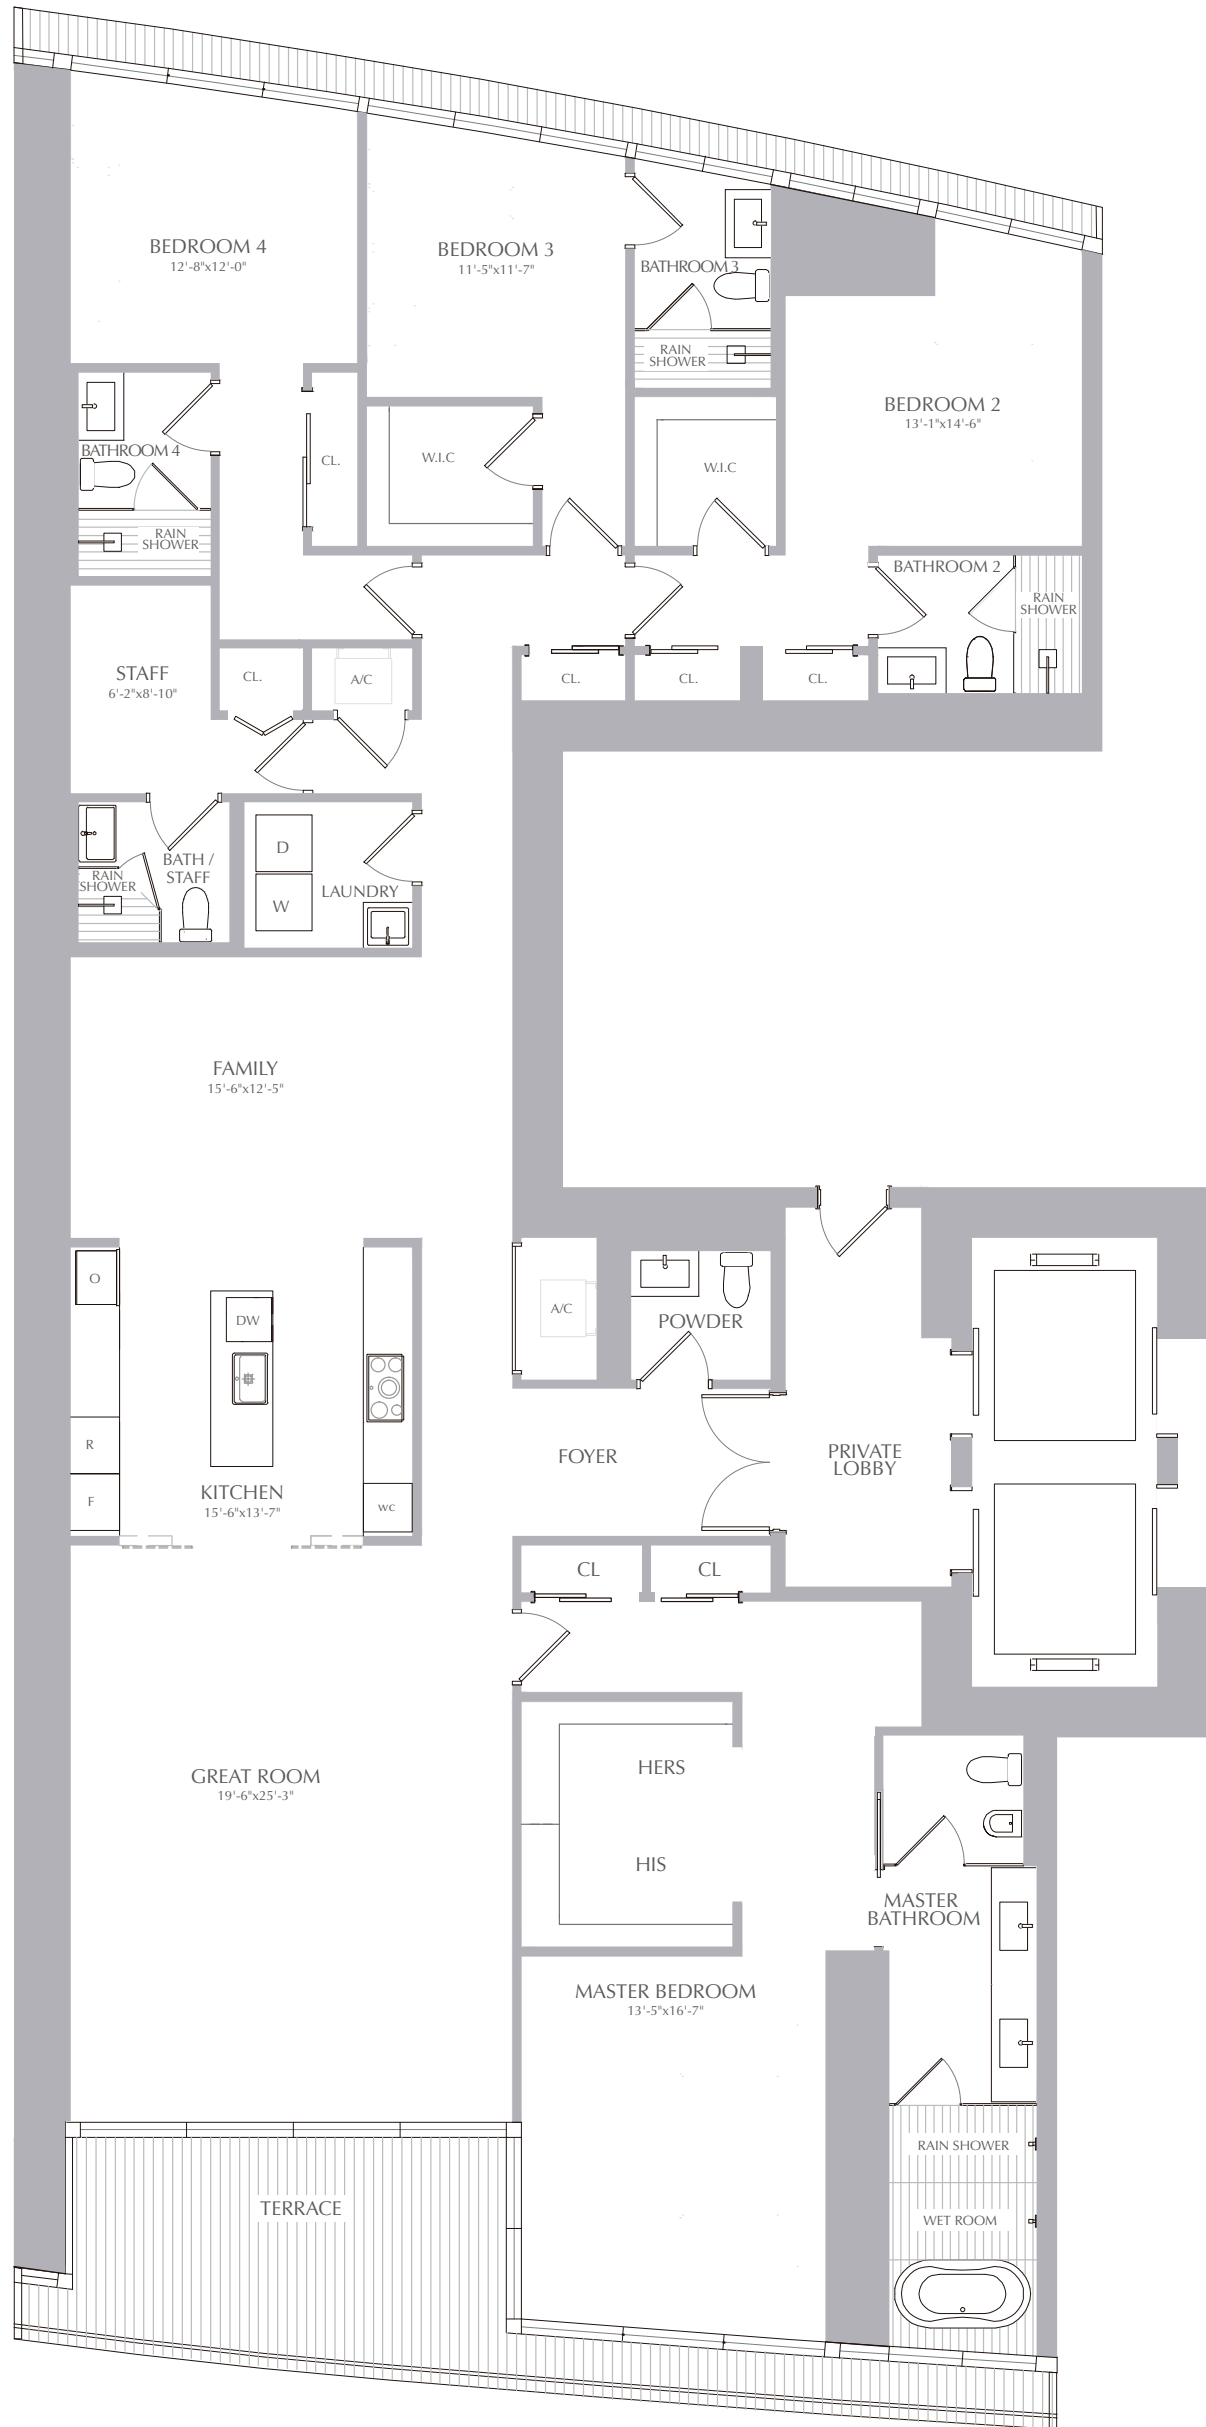 BEDROOM 4
12'-8"x12'-0"
BEDROOM 3
11'-5"x11'-7"
BATHROOM 3
RAIN
SHOWER
BEDROOM 2
13'-1"x14'-6"
BATHROOM 4
CL.
W.I.C
W.I.C
RAIN
SHOWER
BATHROOM 2
RAIN
SHOWER
STAFF
6'-2"x8'-10"
CL.
A/C
CL.
CL.
CL.
D
BATH /
STAFF
RAIN
SHOWER
W
LAUNDRY
FAMILY
15'-6"x12'-5"
O
DW
A/C
POWDER
R
FOYER
PRIVATE
LOBBY
F
KITCHEN
15'-6"x13'-7"
WC
CL
CL
HERS
GREAT ROOM
19'-6"x25'-3"
HIS
MASTER
BATHROOM
MASTER BEDROOM
13'-5"x16'-7"
RAIN SHOWER
TERRACE
WET ROOM